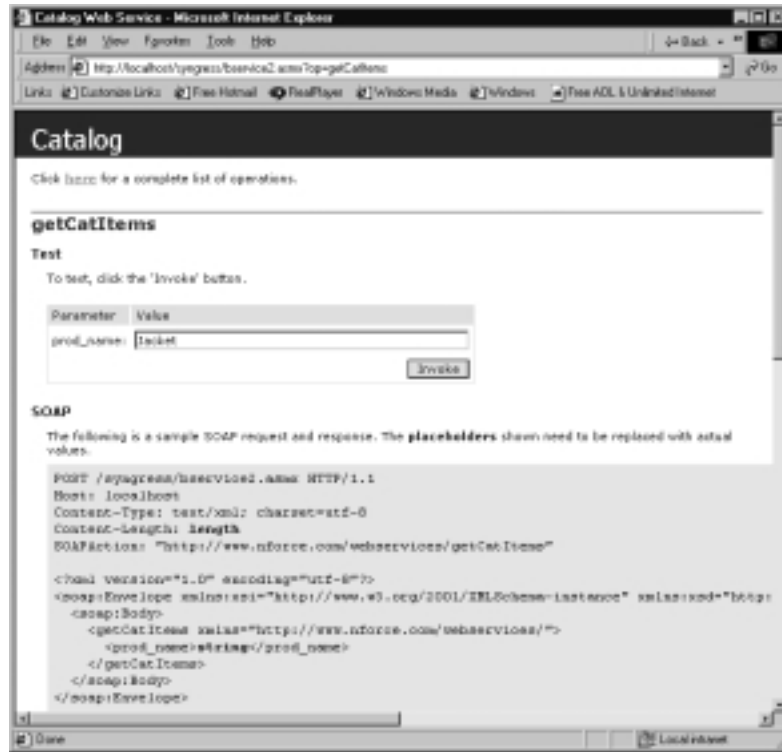 Catalog Web Service - Microsoft Internet Explorer
File Edit View Favorites Tools Help Back
Address http://localhost/syngress/bservice2.asmx?op=getCatItems Go
Links Customize Links Free Hotmail RealPlayer Windows Media Windows Free AOL & Unlimited Internet
Catalog
Click here for a complete list of operations.
getCatItems
Test
To test, click the 'Invoke' button.
Parameter Value
prod_name: Jacket
Invoke
SOAP
The following is a sample SOAP request and response. The placeholders shown need to be replaced with actual
values.
POST /syngress/bservice2.asmx HTTP/1.1
Host: localhost
Content-Type: text/xml; charset=utf-8
Content-Length: length
SOAPAction: "http://www.nforce.com/webservices/getCatItems"
<?xml version="1.0" encoding="utf-8"?>
<soap:Envelope xmlns:xsi="http://www.w3.org/2001/XMLSchema-instance" xmlns:xsd="http:
<soap:Body>
<getCatItems xmlns="http://www.nforce.com/webservices/">
<prod_name>string</prod_name>
</getCatItems>
</soap:Body>
</soap:Envelope>
Done Local intranet